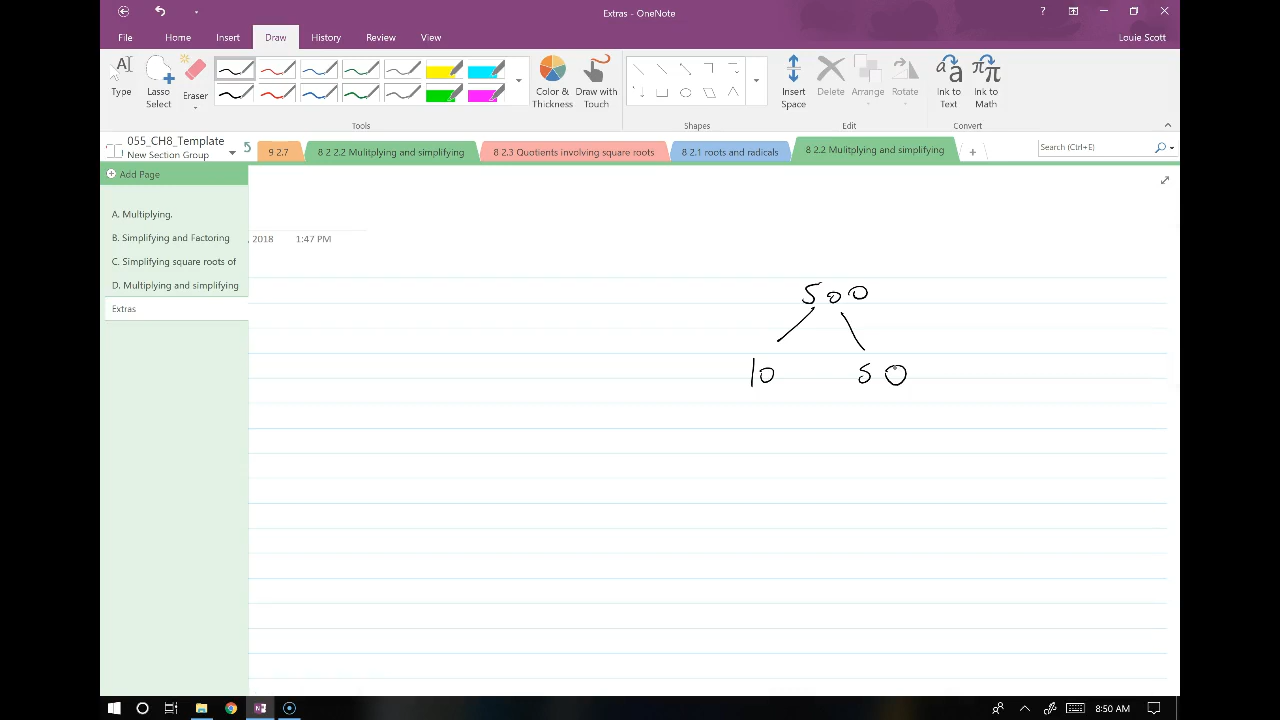 Extras - OneNote
?
File Home Insert Draw History Review View
Louie Scott
Type
Lasso Select
Eraser
Color & Thickness
Draw with Touch
Insert Space
Delete
Arrange
Rotate
Ink to Text
Ink to Math
Tools
Shapes
Edit
Convert
055_CH8_Template
New Section Group
9 2.7
8 2.2.2 Mulitplying and simplifying
8 2.3 Quotients involving square roots
8 2.1 roots and radicals
8 2.2 Mulitplying and simplifying
+
Search (Ctrl+E)
Add Page
A. Multiplying.
B. Simplifying and Factoring
C. Simplifying square roots of
D. Multiplying and simplifying
Extras
, 2018 1:47 PM
500
10 50
8:50 AM